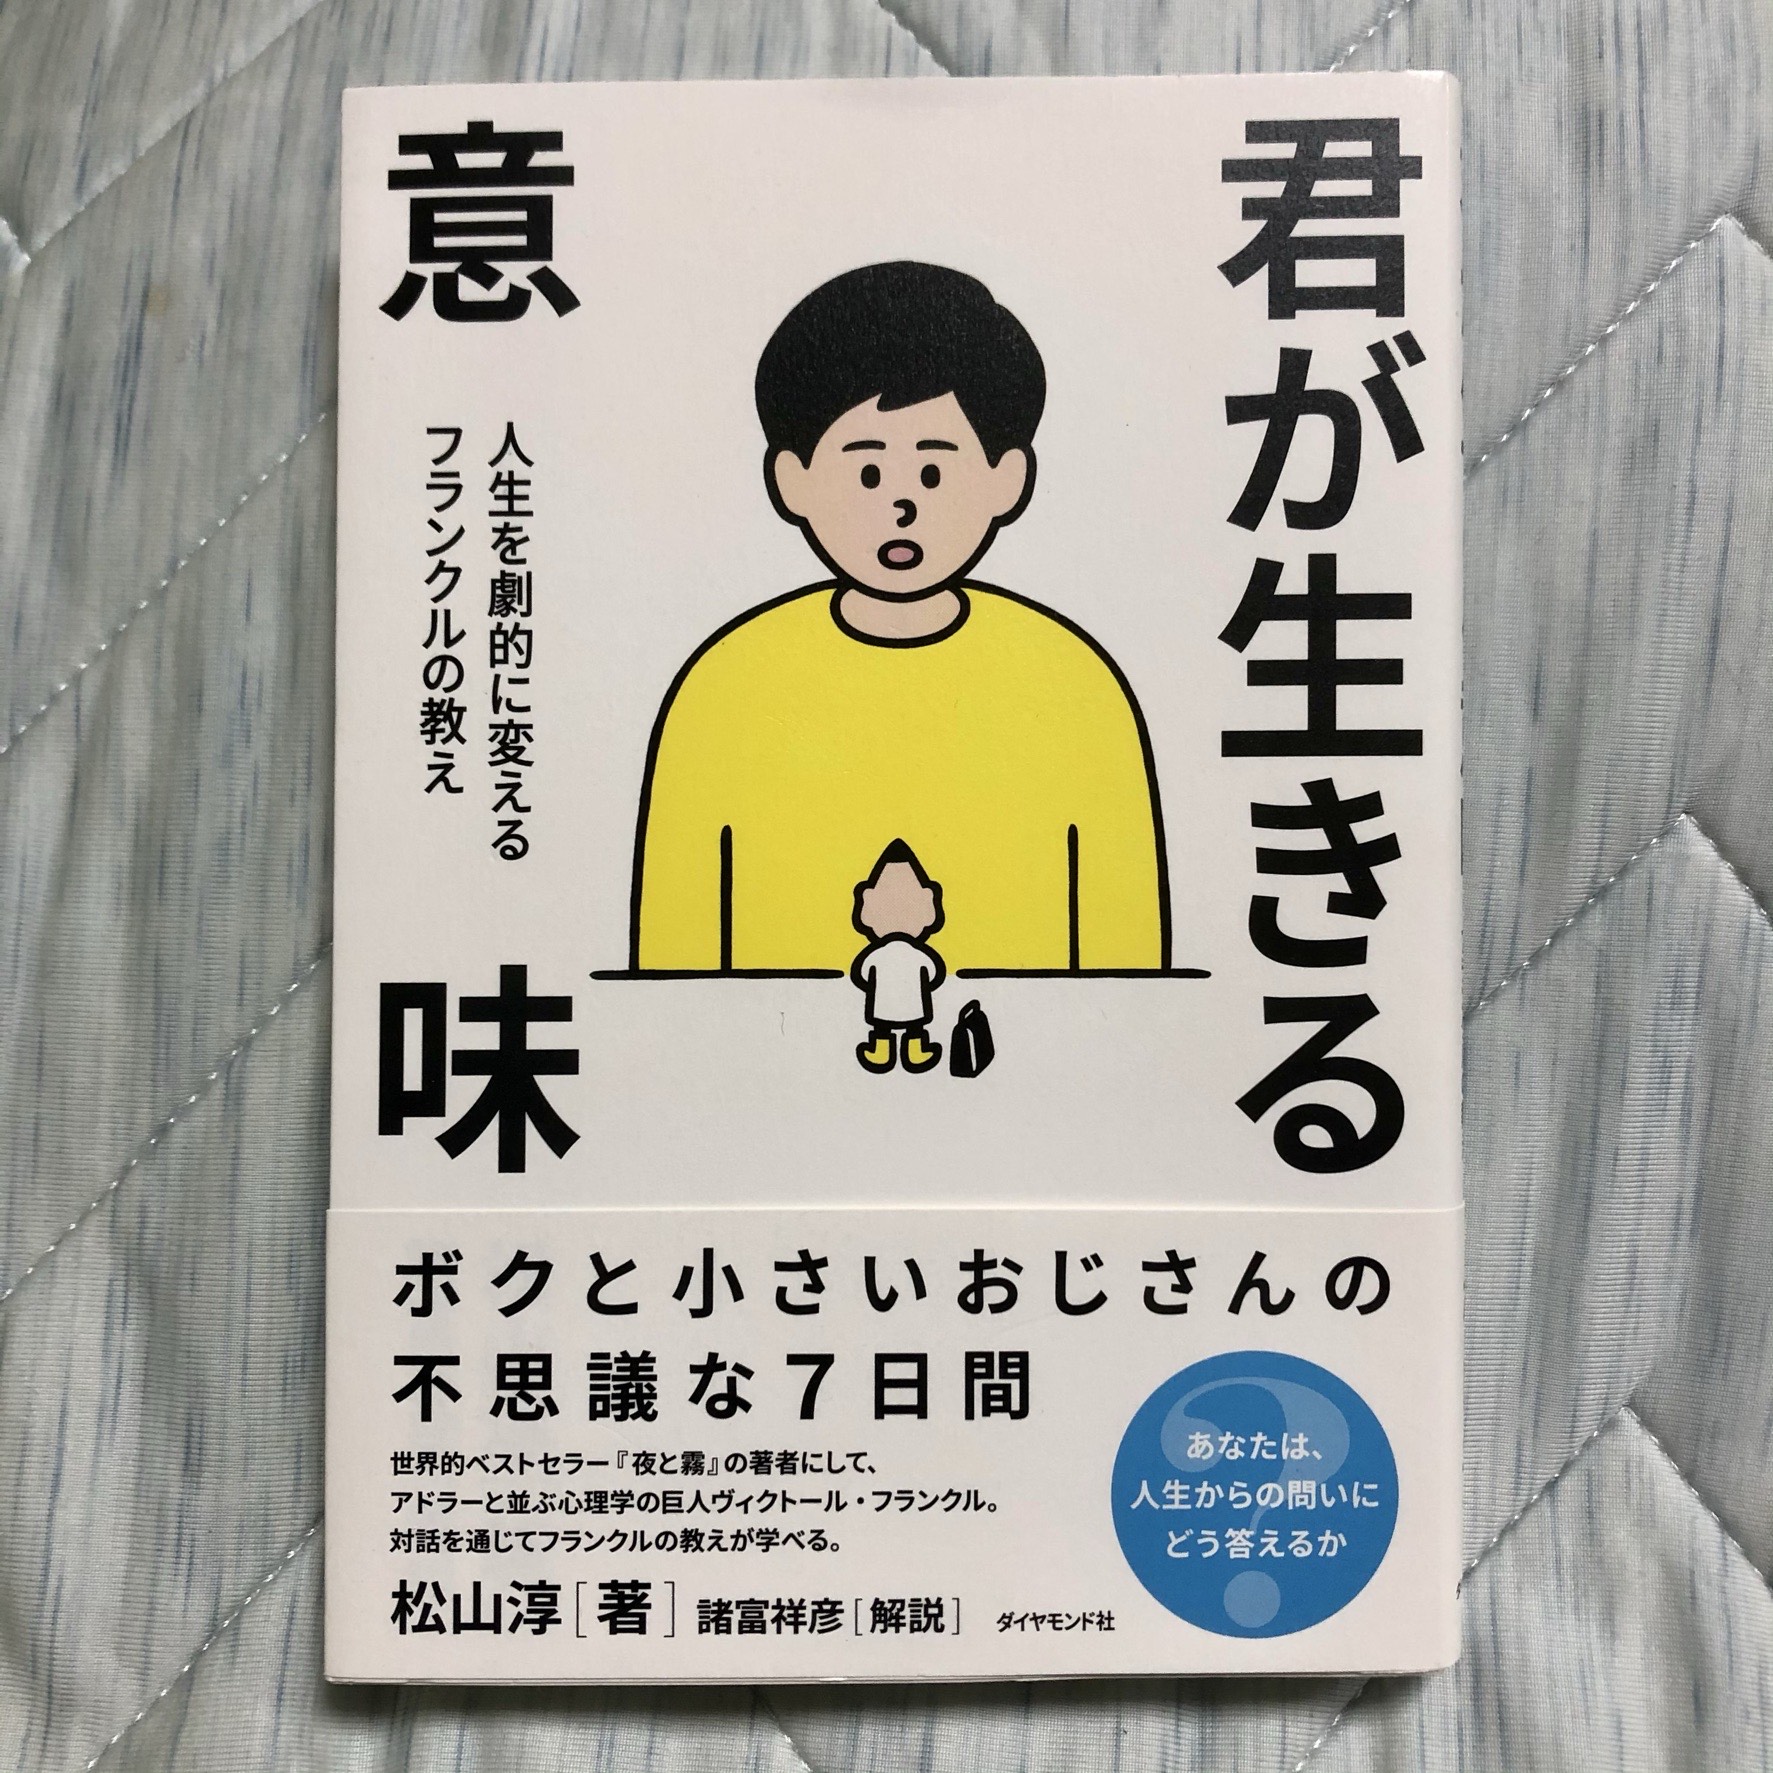 君が生きる
意味
人生を劇的に変える
フランクルの教え
ボクと小さいおじさんの
不思議な7日間
世界的ベストセラー『夜と霧』の著者にして、
アドラーと並ぶ心理学の巨人ヴィクトール・フランクル。
対話を通じてフランクルの教えが学べる。
松山淳[著] 諸富祥彦[解説] ダイヤモンド社
?
あなたは、
人生からの問いに
どう答えるか